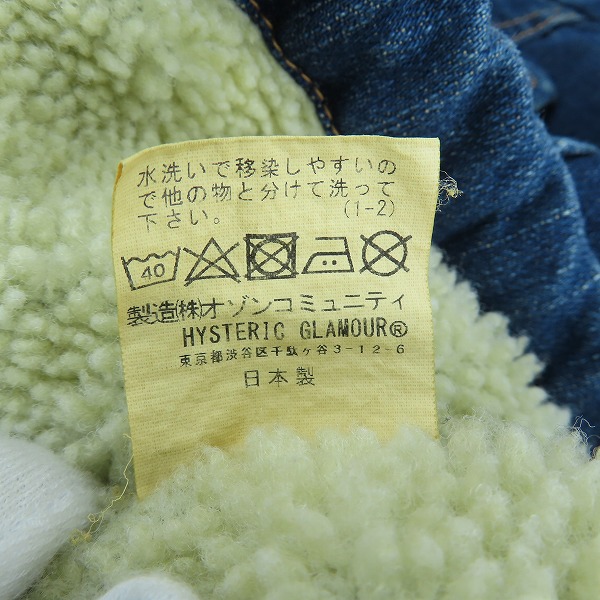 水洗いで移染しやすいの
で他の物と分けて洗って
下さい。 (1-2)
40
製造(株)オゾンコミュニティ
HYSTERIC GLAMOUR®
東京都渋谷区千駄ヶ谷3-12-6
日本製